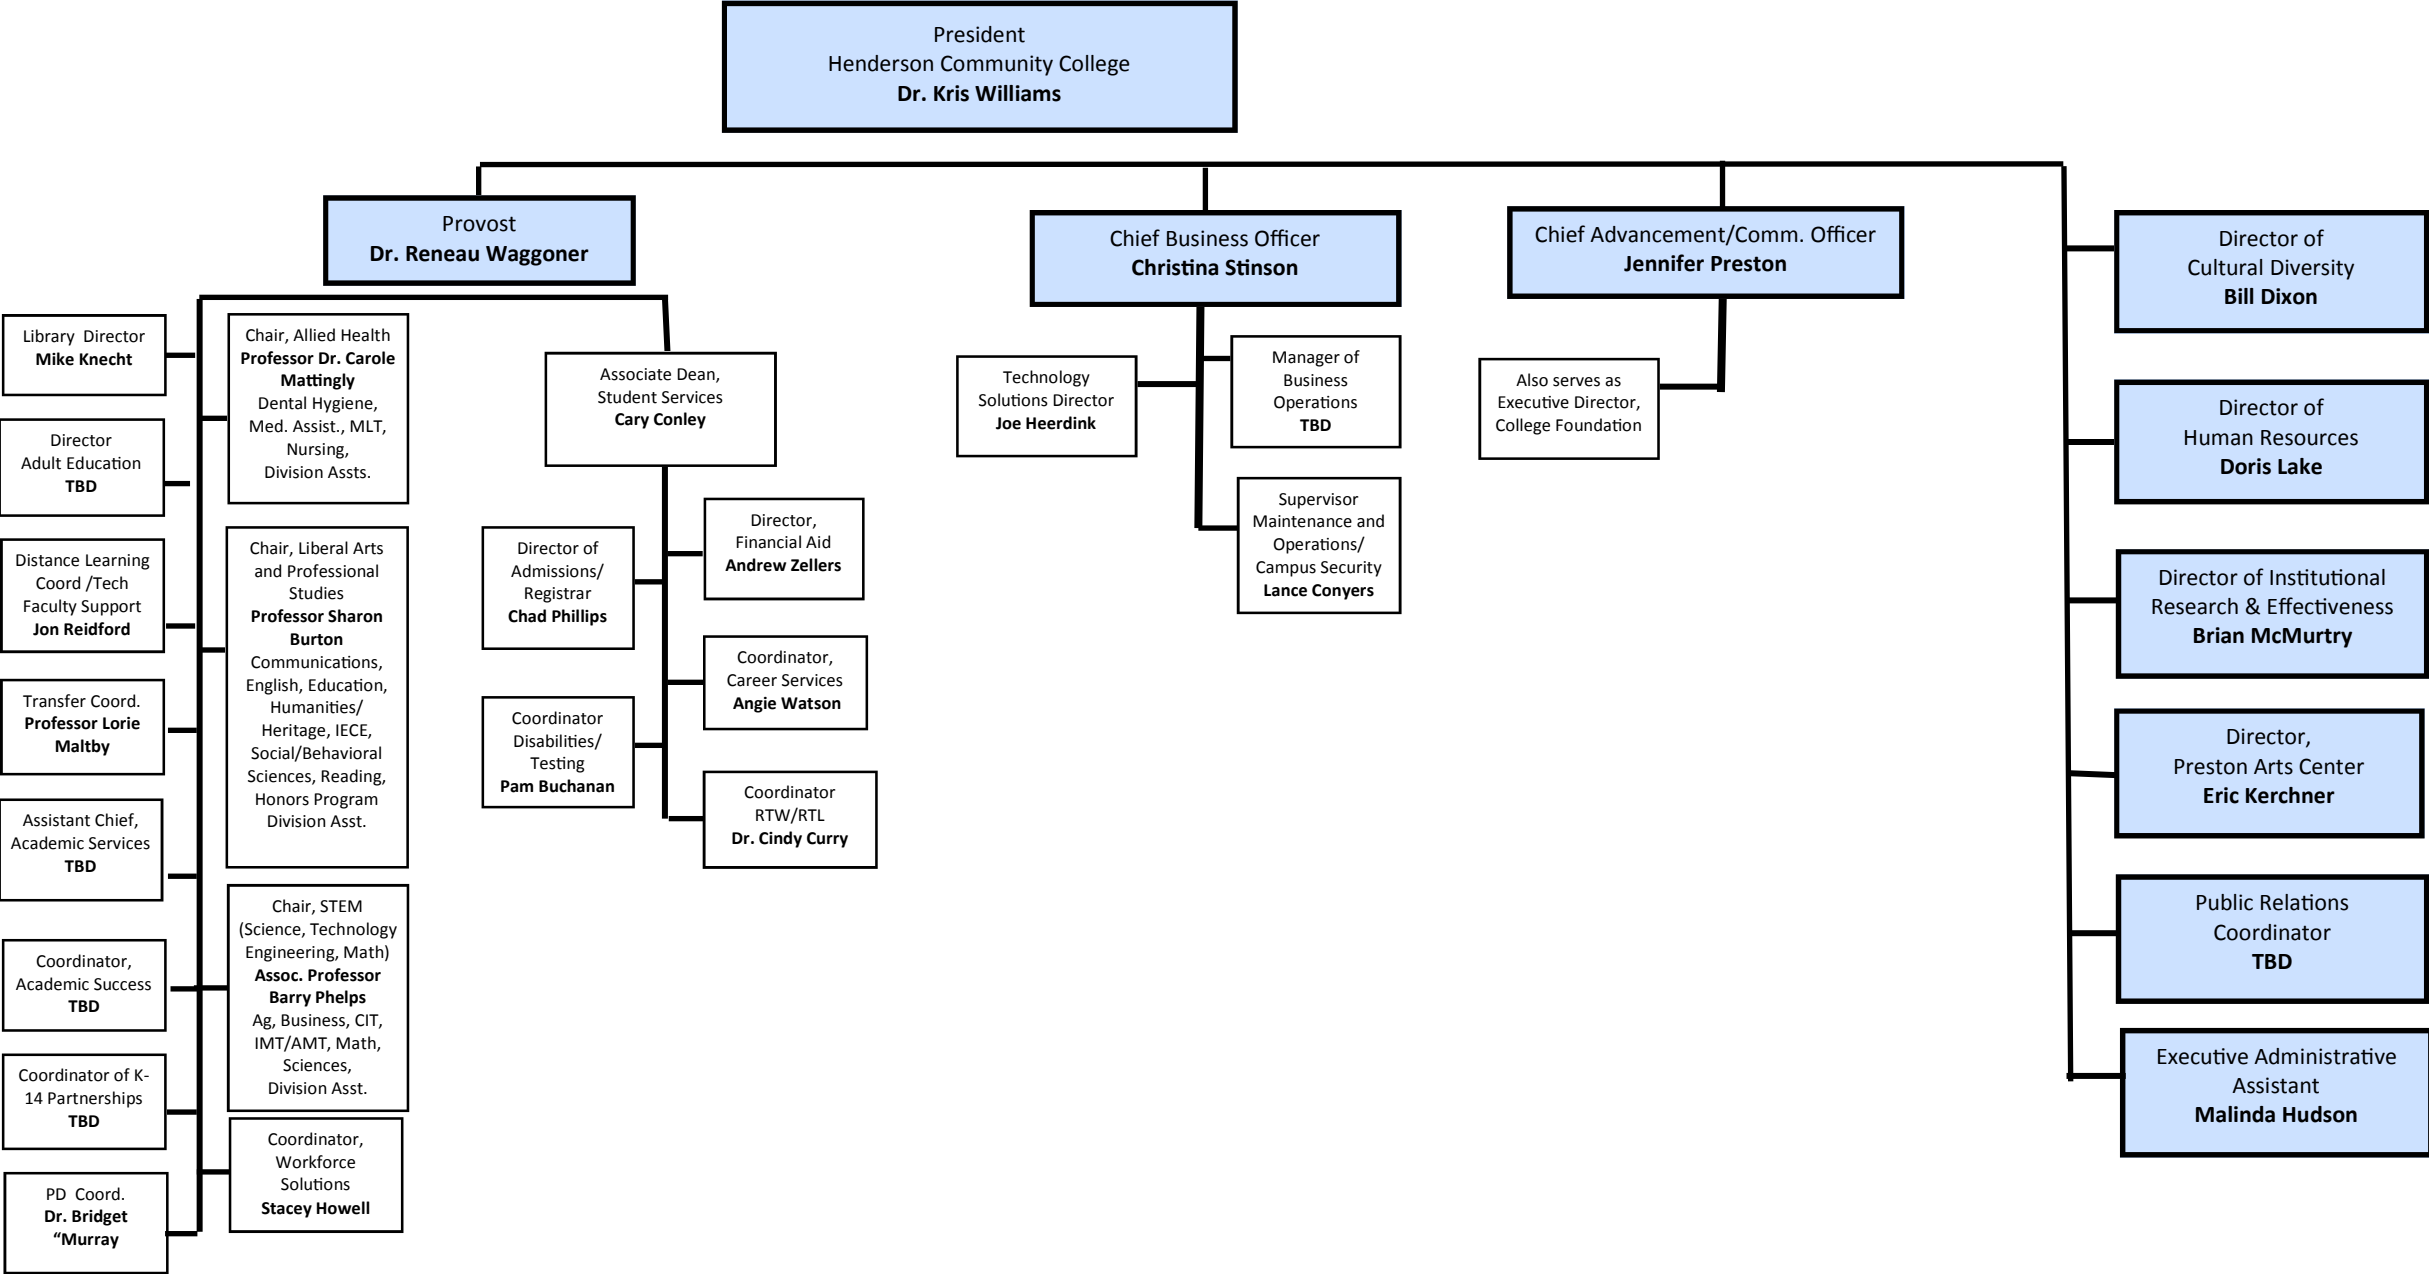 President
Henderson Community College
Dr. Kris Williams
Provost
Dr. Reneau Waggoner
Chief Business Officer
Christina Stinson
Chief Advancement/Comm. Officer
Jennifer Preston
Director of
Cultural Diversity
Bill Dixon
Director of
Human Resources
Doris Lake
Director of Institutional
Research & Effectiveness
Brian McMurtry
Director,
Preston Arts Center
Eric Kerchner
Public Relations
Coordinator
TBD
Executive Administrative
Assistant
Malinda Hudson
Library  Director
Mike Knecht
Director
Adult Education
TBD
Distance Learning
Coord /Tech
Faculty Support
Jon Reidford
Transfer Coord.
Professor Lorie
Maltby
Assistant Chief,
Academic Services
TBD
Coordinator,
Academic Success
TBD
Coordinator of K-
14 Partnerships
TBD
PD  Coord.
Dr. Bridget
“Murray
Chair, Allied Health
Professor Dr. Carole
Mattingly
Dental Hygiene,
Med. Assist., MLT,
Nursing,
Division Assts.
Chair, Liberal Arts
and Professional
Studies
Professor Sharon
Burton
Communications,
English, Education,
Humanities/
Heritage, IECE,
Social/Behavioral
Sciences, Reading,
Honors Program
Division Asst.
Chair, STEM
(Science, Technology
Engineering, Math)
Assoc. Professor
Barry Phelps
Ag, Business, CIT,
IMT/AMT, Math,
Sciences,
Division Asst.
Coordinator,
Workforce
Solutions
Stacey Howell
Associate Dean,
Student Services
Cary Conley
Director of
Admissions/
Registrar
Chad Phillips
Coordinator
Disabilities/
Testing
Pam Buchanan
Director,
Financial Aid
Andrew Zellers
Coordinator,
Career Services
Angie Watson
Coordinator
RTW/RTL
Dr. Cindy Curry
Technology
Solutions Director
Joe Heerdink
Manager of
Business
Operations
TBD
Supervisor
Maintenance and
Operations/
Campus Security
Lance Conyers
Also serves as
Executive Director,
College Foundation